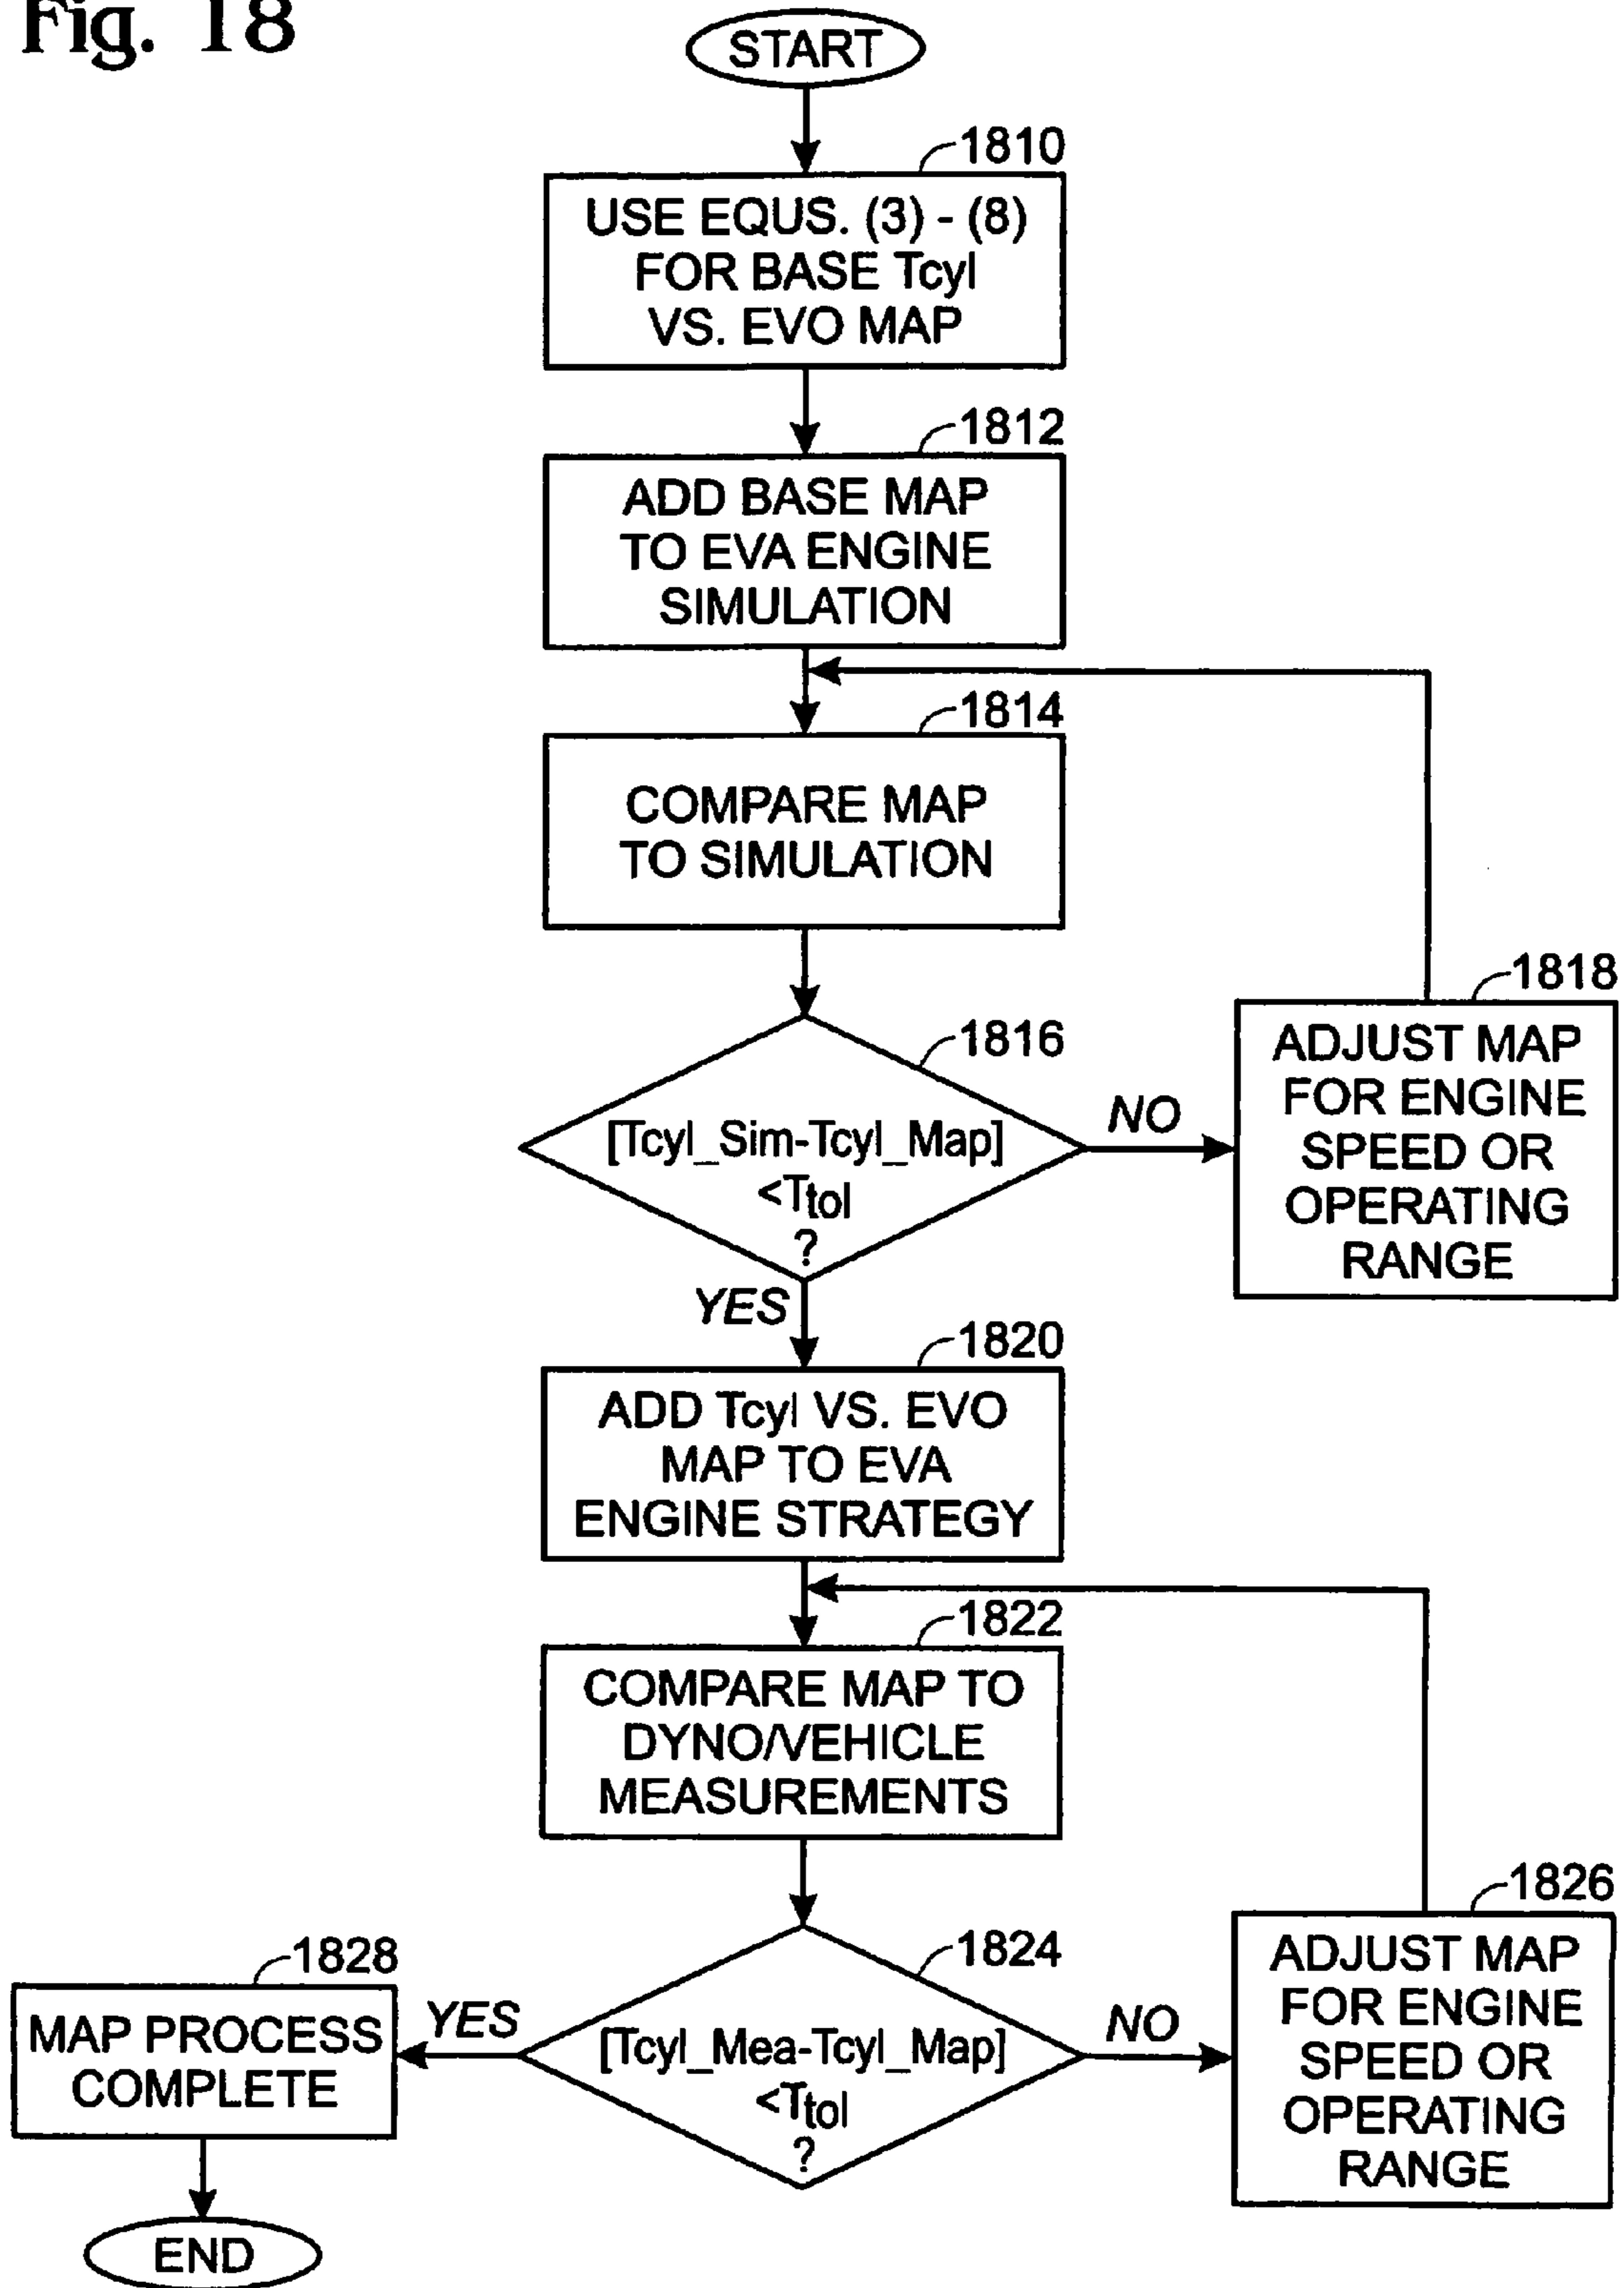 Fig. 18
START
1810
USE EQUS. (3) - (8)
FOR BASE Tcyl
VS. EVO MAP
1812
ADD BASE MAP
TO EVA ENGINE
SIMULATION
1814
COMPARE MAP
TO SIMULATION
1816
[Tcyl_Sim-Tcyl_Map]
<Ttol
?
NO
1818
ADJUST MAP
FOR ENGINE
SPEED OR
OPERATING
RANGE
YES
1820
ADD Tcyl VS. EVO
MAP TO EVA
ENGINE STRATEGY
1822
COMPARE MAP TO
DYNO/VEHICLE
MEASUREMENTS
1824
[Tcyl_Mea-Tcyl_Map]
<Ttol
?
NO
1826
ADJUST MAP
FOR ENGINE
SPEED OR
OPERATING
RANGE
YES
1828
MAP PROCESS
COMPLETE
END